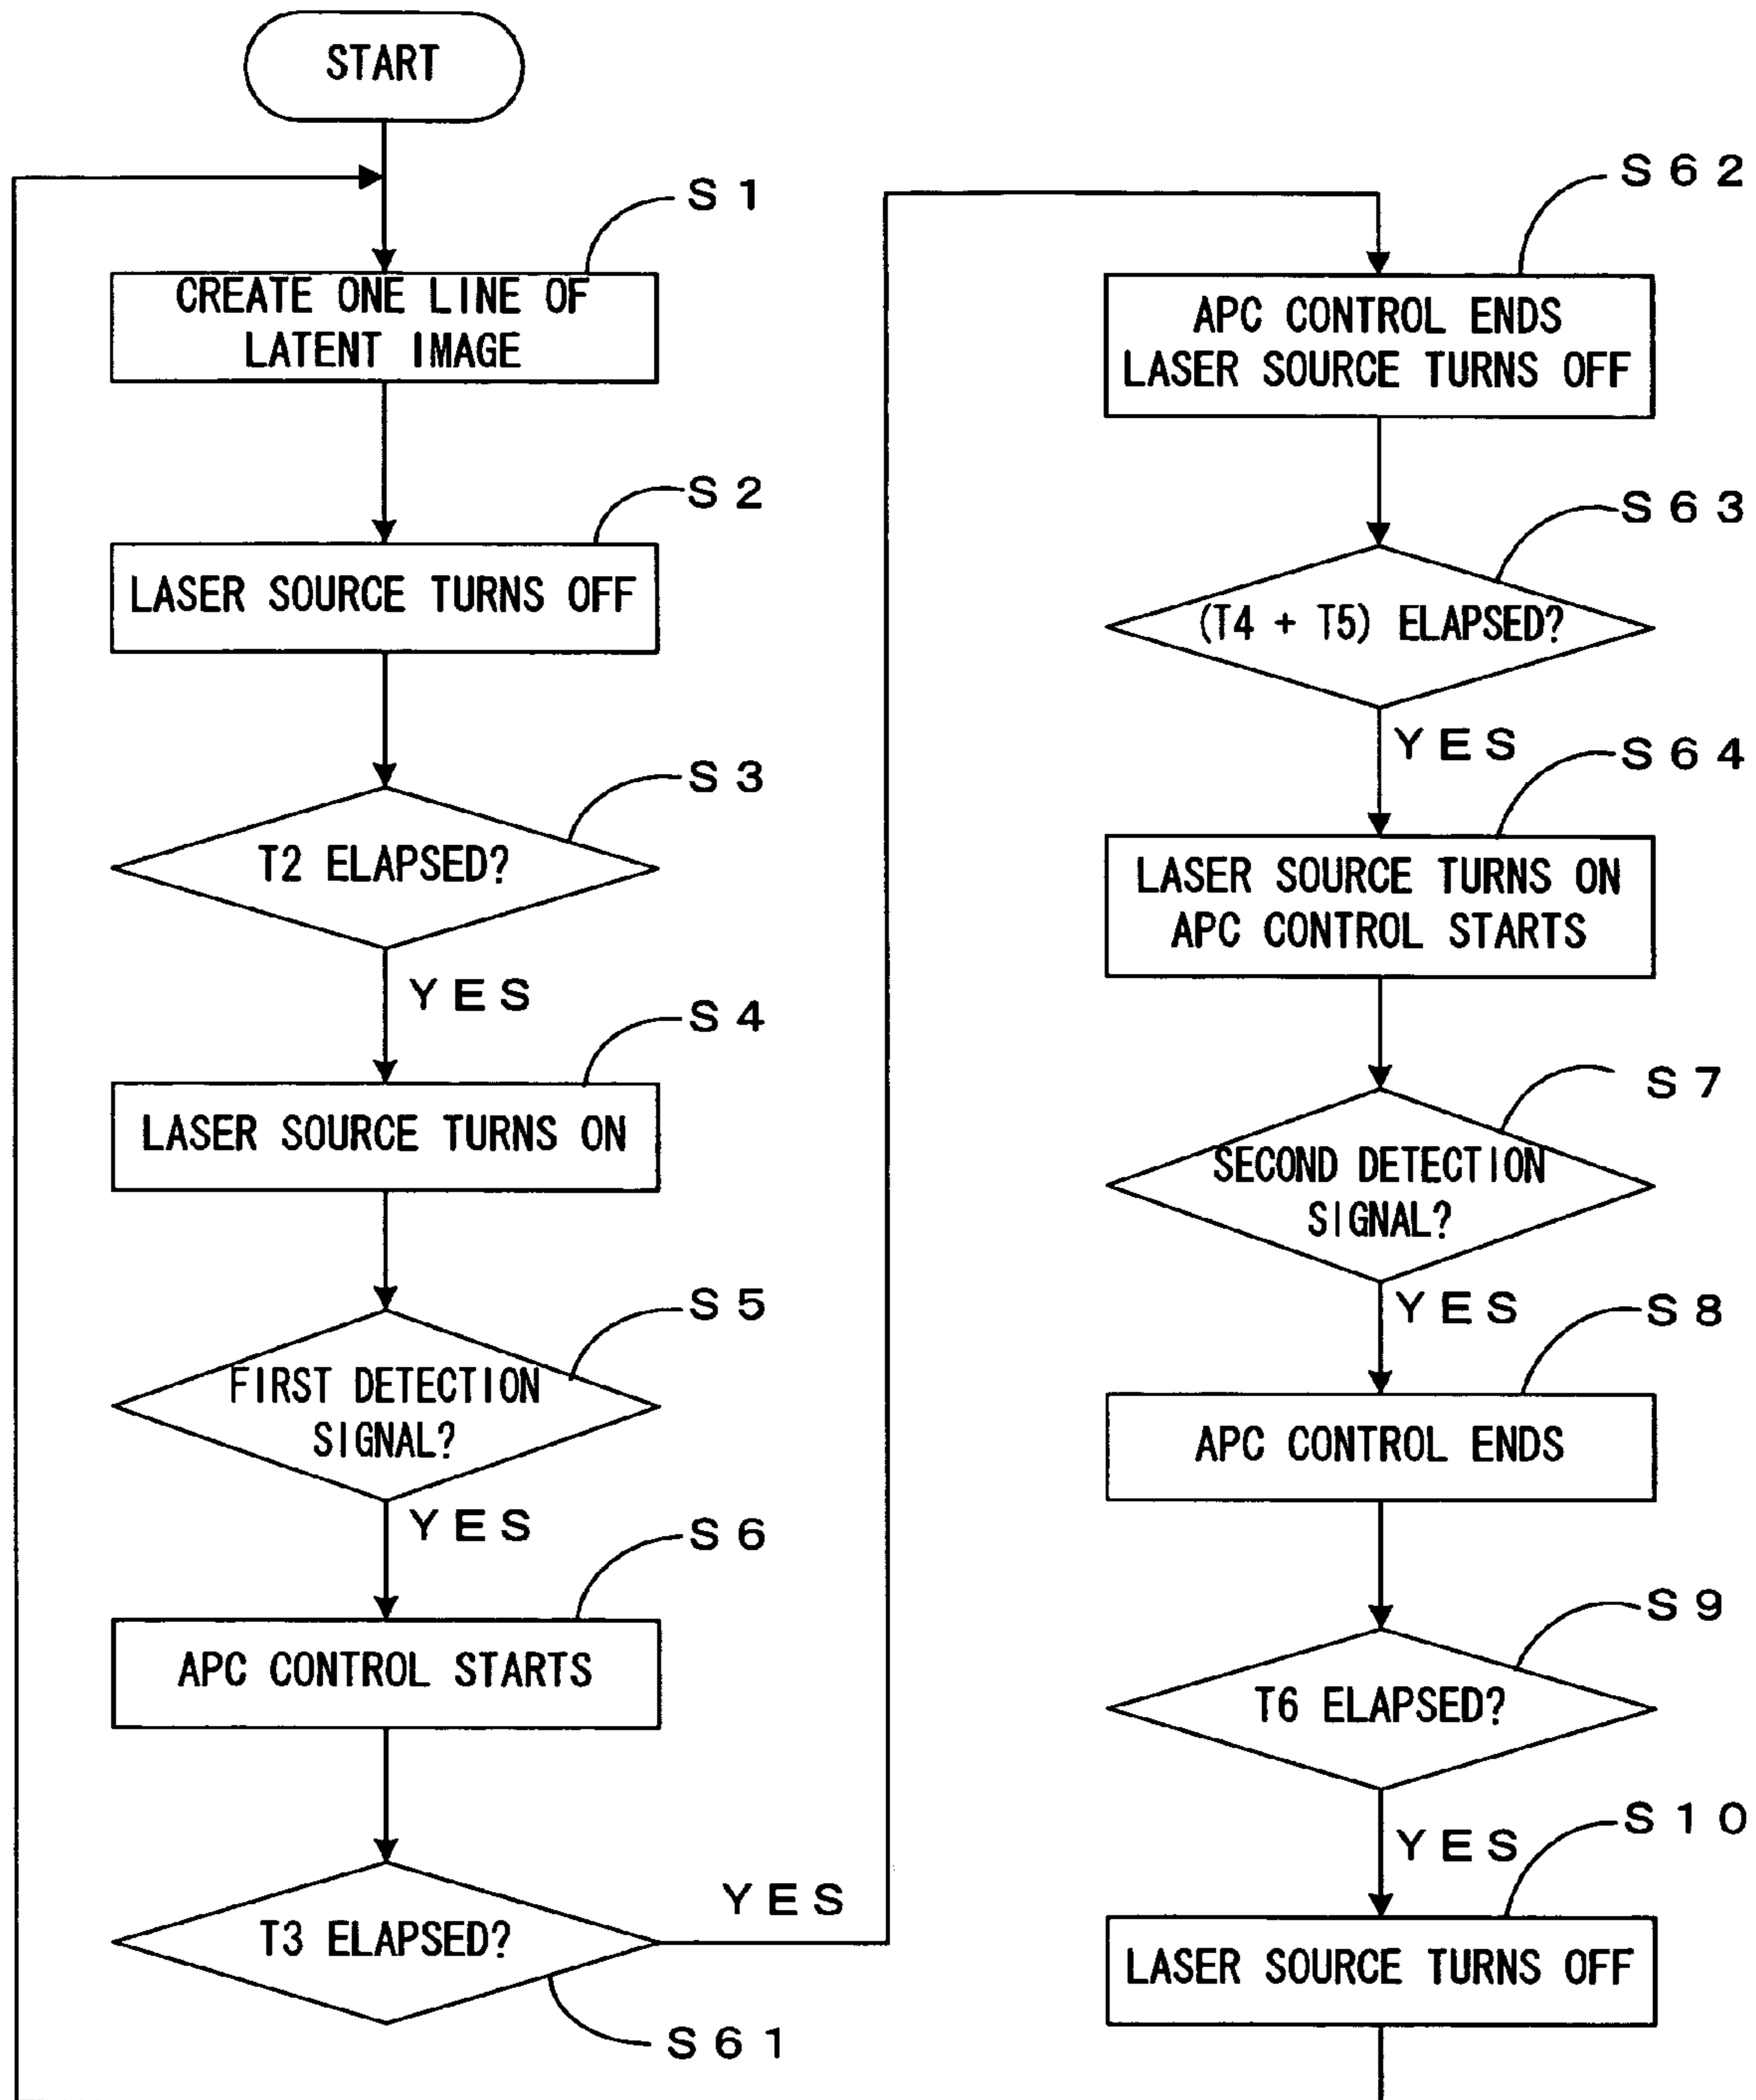 START
S1
CREATE ONE LINE OF
LATENT IMAGE
S2
LASER SOURCE TURNS OFF
S3
T2 ELAPSED?
YES
S4
LASER SOURCE TURNS ON
S5
FIRST DETECTION
SIGNAL?
YES
S6
APC CONTROL STARTS
T3 ELAPSED?
YES
S61
S62
APC CONTROL ENDS
LASER SOURCE TURNS OFF
S63
(T4 + T5) ELAPSED?
YES
S64
LASER SOURCE TURNS ON
APC CONTROL STARTS
S7
SECOND DETECTION
SIGNAL?
YES
S8
APC CONTROL ENDS
S9
T6 ELAPSED?
YES
S10
LASER SOURCE TURNS OFF